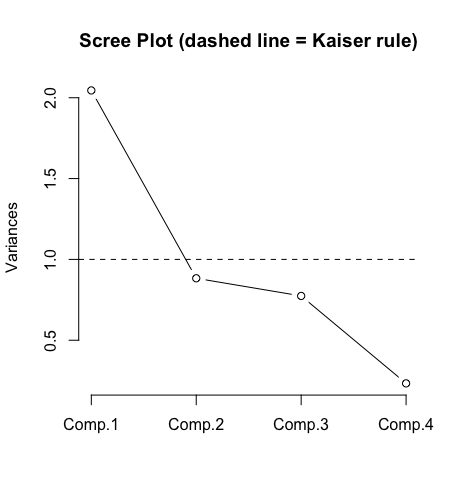 Scree Plot (dashed line = Kaiser rule)
Variances
2.0
1.5
1.0
0.5
Comp.1 Comp.2 Comp.3 Comp.4